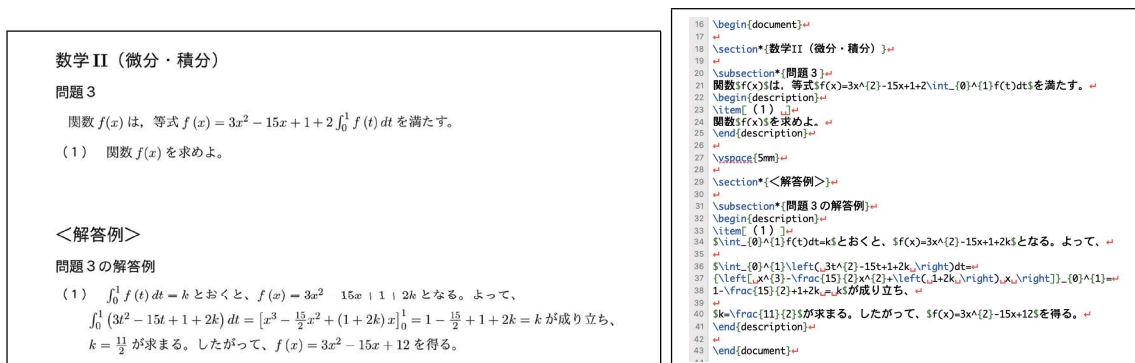 数学 II（微分・積分）
問題 3
関数 f(x) は，等式 f(x) = 3x² − 15x + 1 + 2∫₀¹ f(t) dt を満たす。
（1） 関数 f(x) を求めよ。
＜解答例＞
問題 3 の解答例
（1） ∫₀¹ f(t) dt = k とおくと、f(x) = 3x² − 15x + 1 + 2k となる。よって、
∫₀¹ (3t² − 15t + 1 + 2k) dt = [x³ − 15/2 x² + (1 + 2k) x]₀¹ = 1 − 15/2 + 1 + 2k = k が成り立ち、
k = 11/2 が求まる。したがって、f(x) = 3x² − 15x + 12 を得る。
16 \begin{document}↵
17 ↵
18 \section*{数学II（微分・積分）}↵
19 ↵
20 \subsection*{問題３}↵
21 関数$f(x)$は，等式$f(x)=3x^{2}-15x+1+2\int_{0}^{1}f(t)dt$を満たす。↵
22 \begin{description}↵
23 \item[（１）␣]↵
24 関数$f(x)$を求めよ。↵
25 \end{description}↵
26 ↵
27 \vspace{5mm}↵
28 ↵
29 \section*{＜解答例＞}↵
30 ↵
31 \subsection*{問題３の解答例}↵
32 \begin{description}↵
33 \item[（１）]↵
34 $\int_{0}^{1}f(t)dt=k$とおくと、$f(x)=3x^{2}-15x+1+2k$となる。よって、↵
35 ↵
36 $\int_{0}^{1}\left(␣3t^{2}-15t+1+2k␣\right)dt=↵
37 {\left[␣x^{3}-\frac{15}{2}x^{2}+\left(␣1+2k␣\right)␣x␣\right]}_{0}^{1}=↵
38 1-\frac{15}{2}+1+2k␣=␣k$が成り立ち、↵
39 ↵
40 $k=\frac{11}{2}$が求まる。したがって、$f(x)=3x^{2}-15x+12$を得る。↵
41 \end{description}↵
42 ↵
43 \end{document}↵